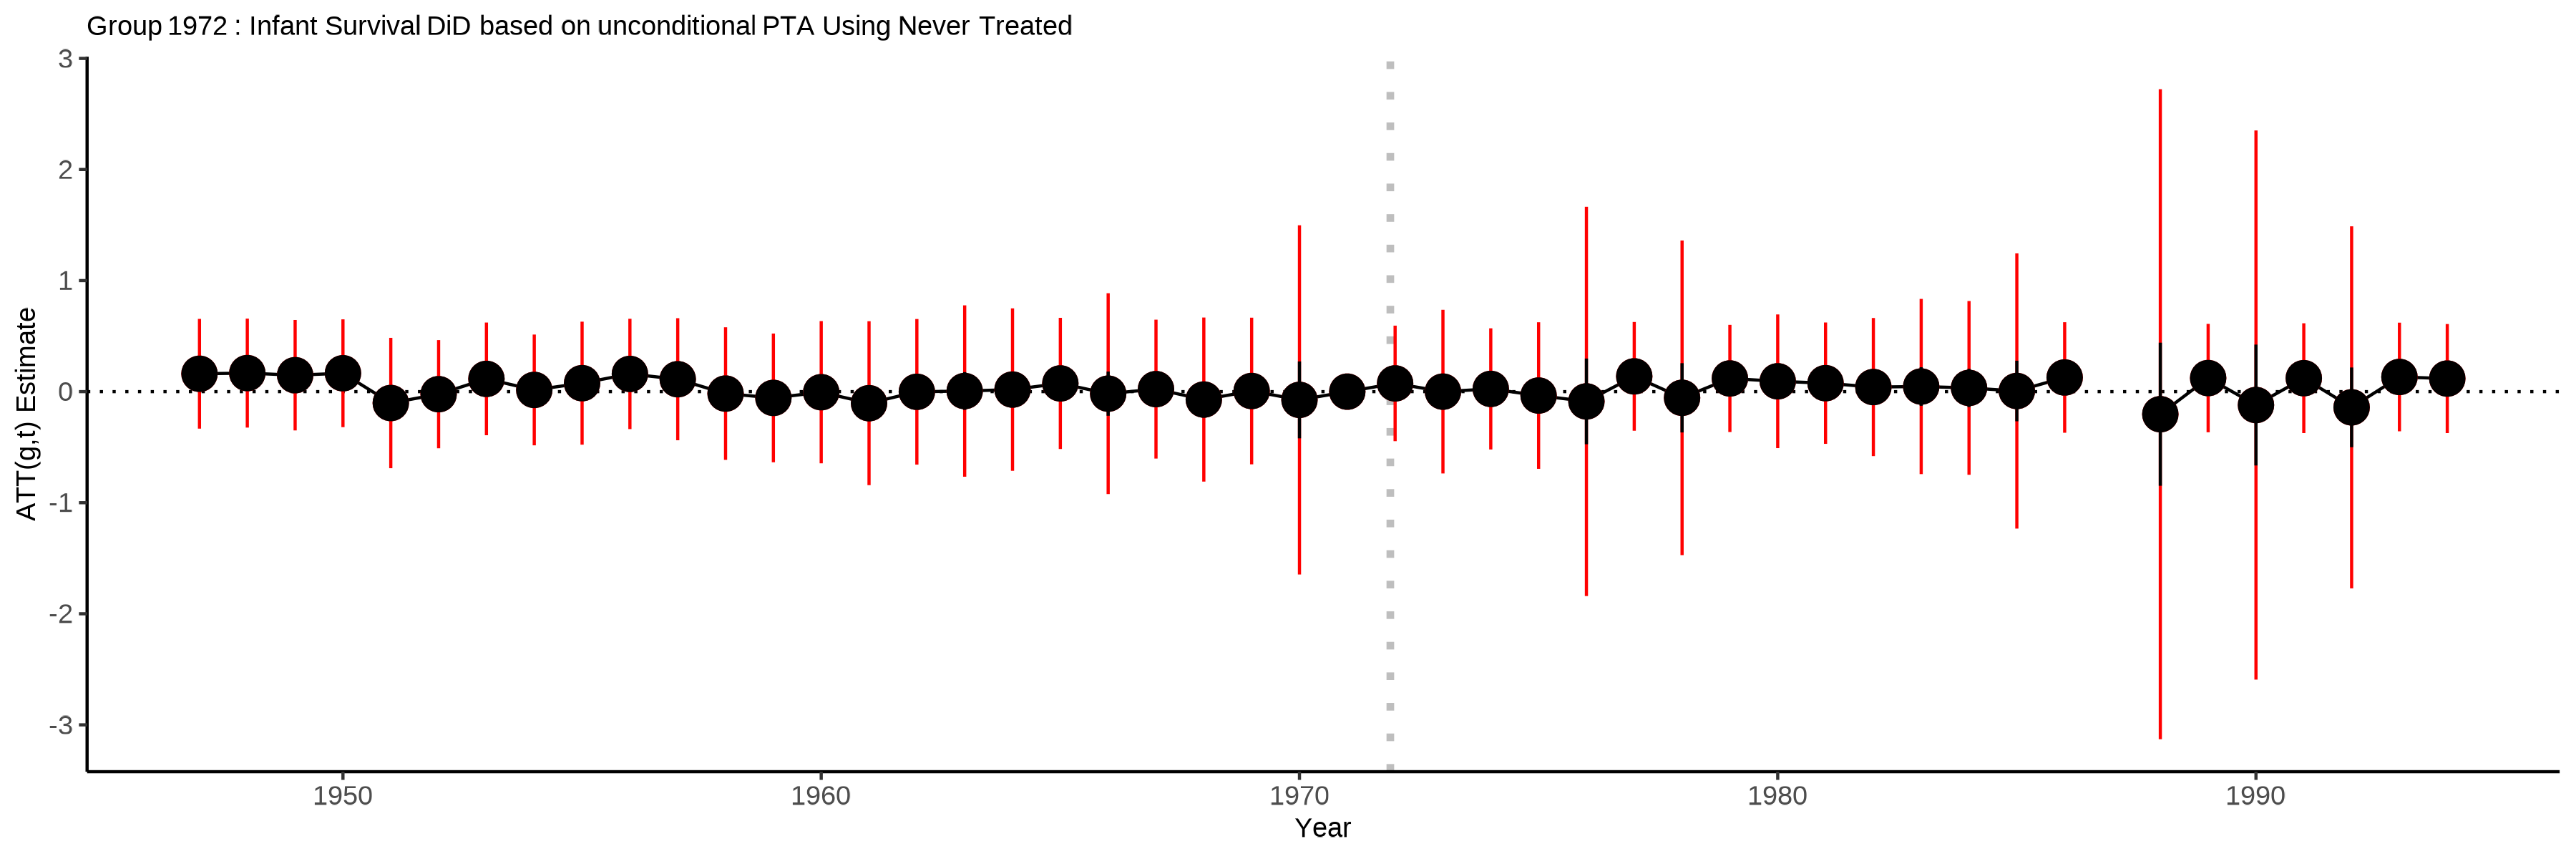 Group 1972 : Infant Survival DiD based on unconditional PTA Using Never Treated
3
2
1
0
-1
-2
-3
ATT(g,t) Estimate
1950 1960 1970 1980 1990
Year